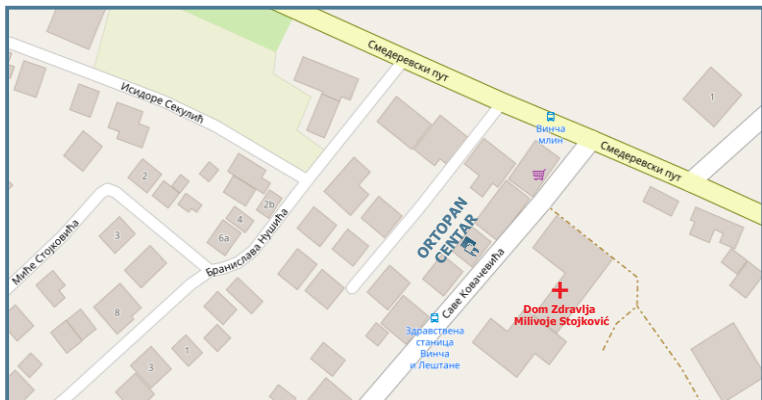 Смедеревски пут
1
Исидоре Секулић
Винча
млин
Смедеревски пут
2
2b
4
6a
3
Бранислава Нушића
Миће Стојковића
ORTOPAN
CENTAR
Саве Ковачевића
Dom Zdravlja
Milivoje Stojković
8
Здравствена
станица
Винча
и Лештане
1
3